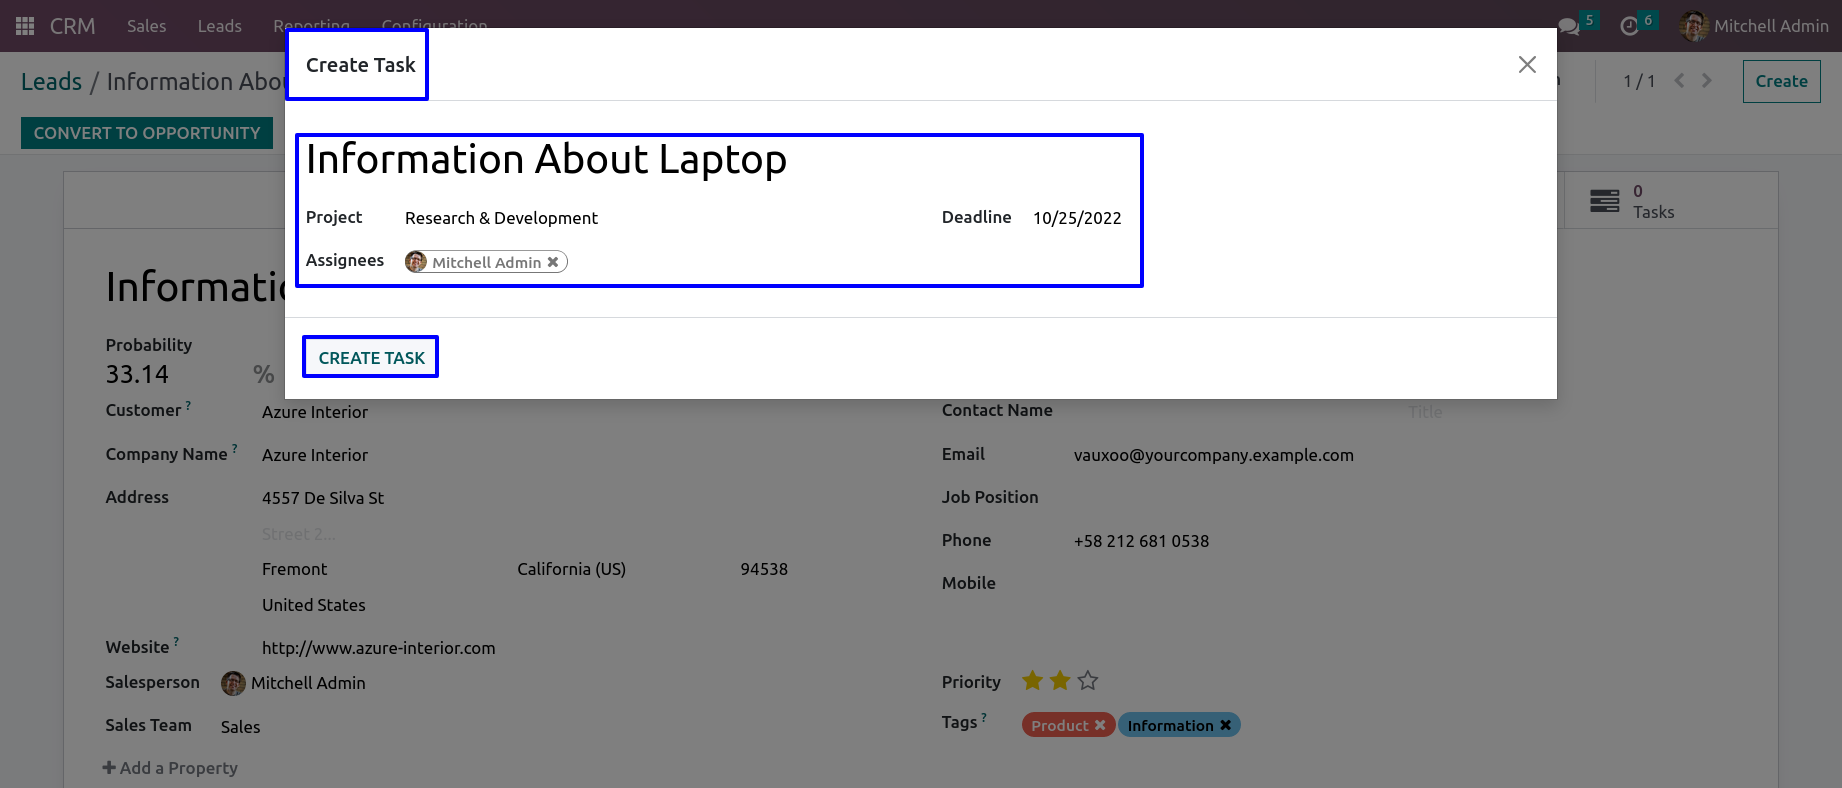 CRM Sales Leads Reporting Configuration 5 6 Mitchell Admin
Create Task
Leads / Information 1 / 1 Create
CONVERT TO OPPORTUNITY
Information About Laptop
0
Tasks
Project Research & Development Deadline 10/25/2022
Assignees Mitchell Admin
Probability
33.14 %
CREATE TASK
Customer ? Azure Interior Contact Name Title
Company Name ? Azure Interior Email vauxoo@yourcompany.example.com
Address 4557 De Silva St Job Position
Street 2...
Phone +58 212 681 0538
Fremont California (US) 94538
Mobile
United States
Website ? http://www.azure-interior.com
Salesperson Mitchell Admin Priority
Sales Team Sales Tags ? Product Information
Add a Property